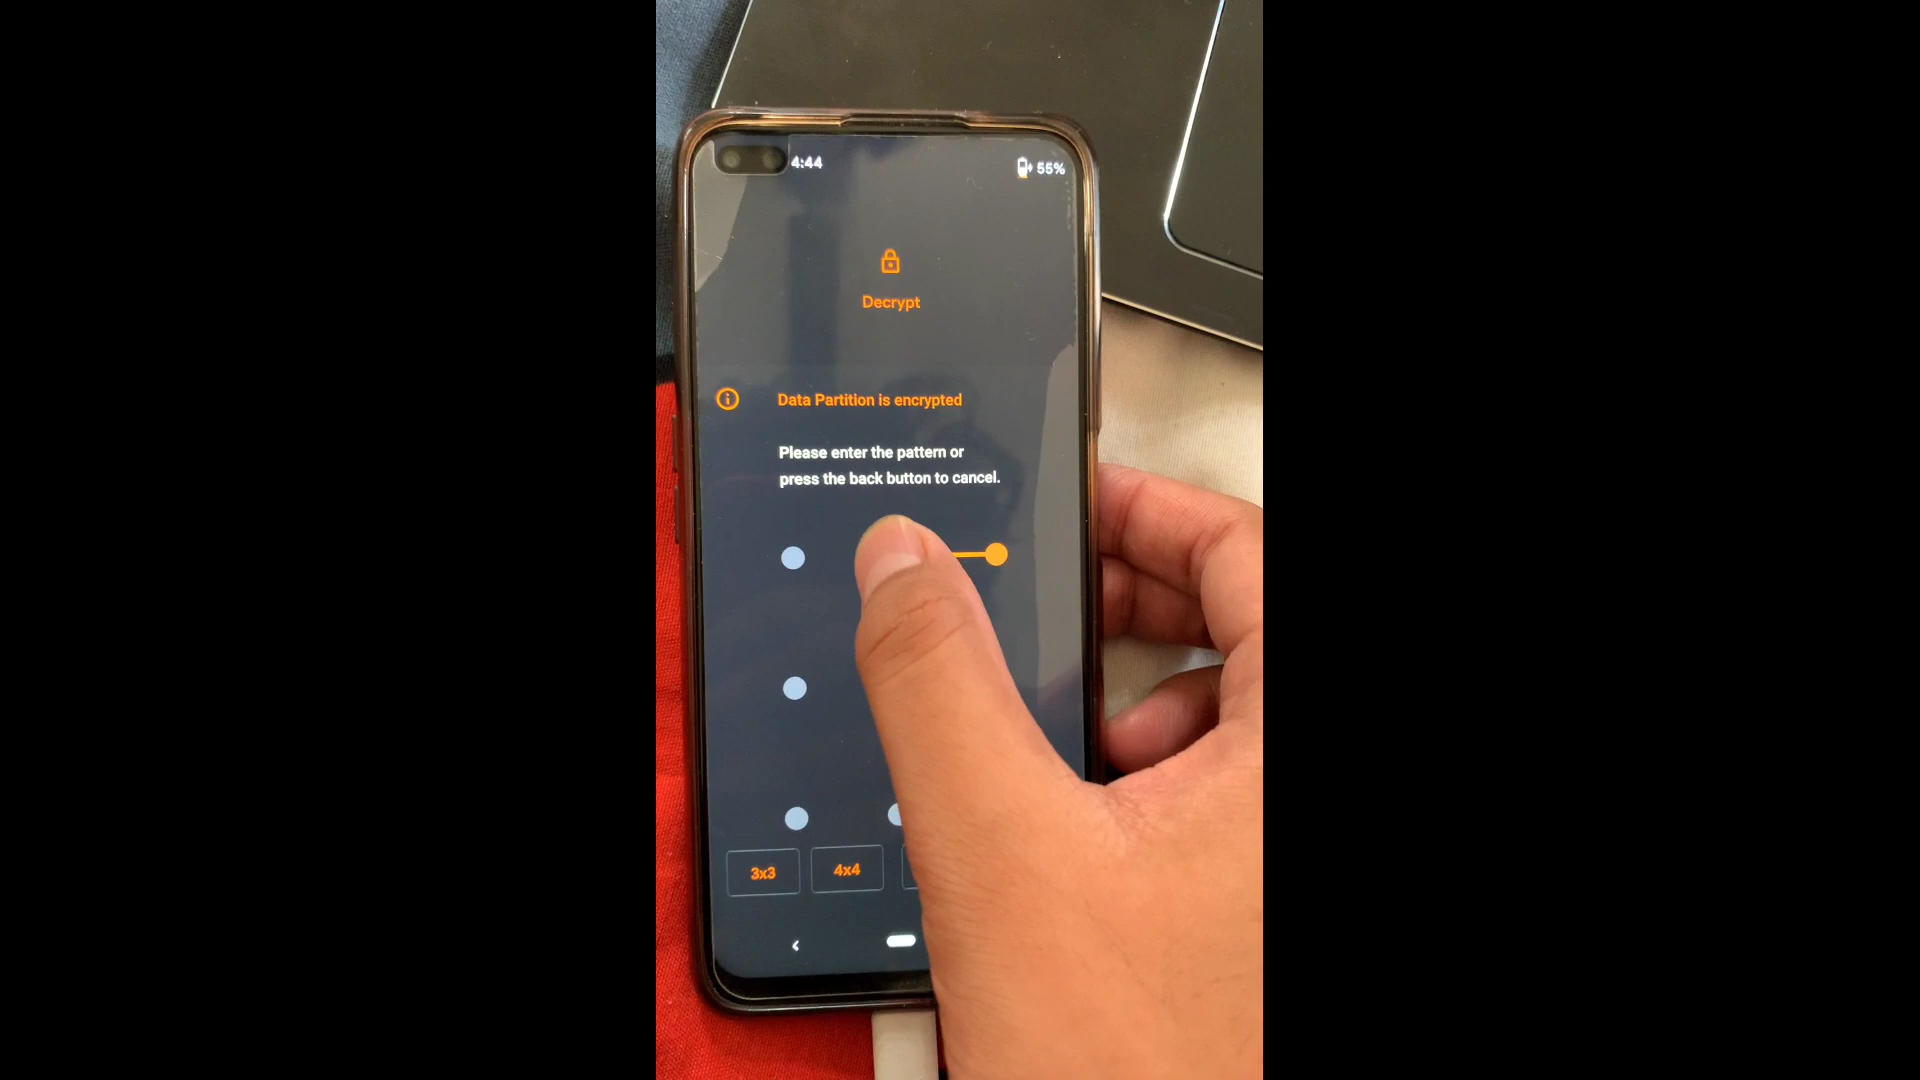 4:44
55%
Decrypt
Data Partition is encrypted
Please enter the pattern or
press the back button to cancel.
3x3
4x4